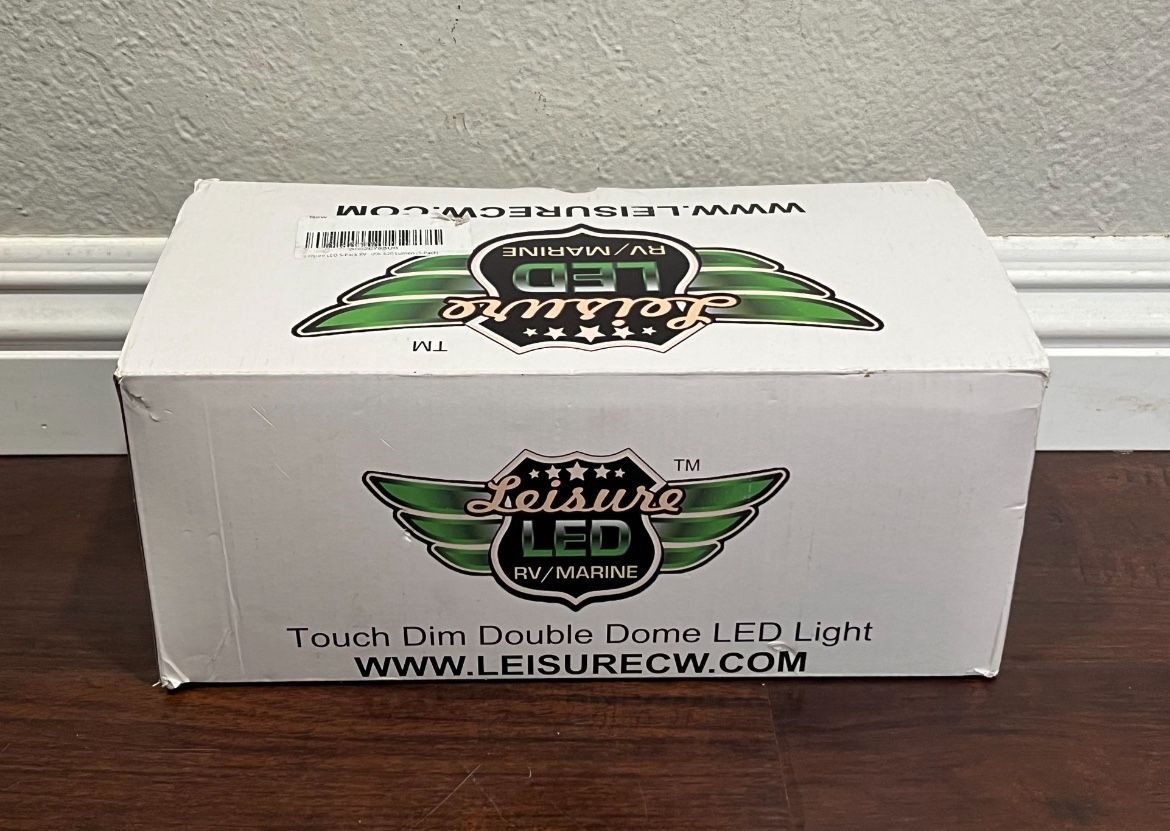 WWW.LEISURECW.COM
New
RV/MARINE
LED
Leisure
TM
Leisure
TM
LED
RV/MARINE
Touch Dim Double Dome LED Light
WWW.LEISURECW.COM